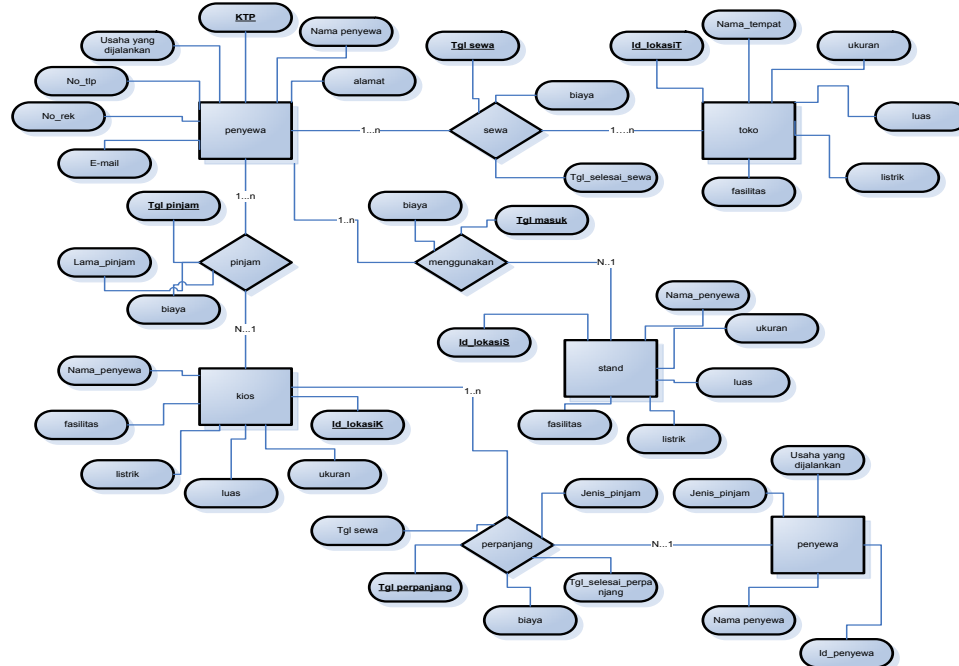 KTP
Usaha yang
dijalankan
Nama penyewa
No_tlp
alamat
No_rek
penyewa
E-mail
1...n
Tgl sewa
biaya
sewa
Tgl_selesai_sewa
1....n
Id_lokasiT
Nama_tempat
ukuran
luas
toko
listrik
fasilitas
1...n
Tgl pinjam
pinjam
Lama_pinjam
biaya
N...1
1..n
biaya
Tgl masuk
menggunakan
N..1
Nama_penyewa
ukuran
Id_lokasiS
stand
luas
fasilitas
listrik
Nama_penyewa
kios
fasilitas
Id_lokasiK
listrik
luas
ukuran
1..n
Tgl sewa
Jenis_pinjam
perpanjang
Tgl perpanjang
Tgl_selesai_perpa
njang
biaya
N...1
Usaha yang
dijalankan
Jenis_pinjam
penyewa
Nama penyewa
Id_penyewa